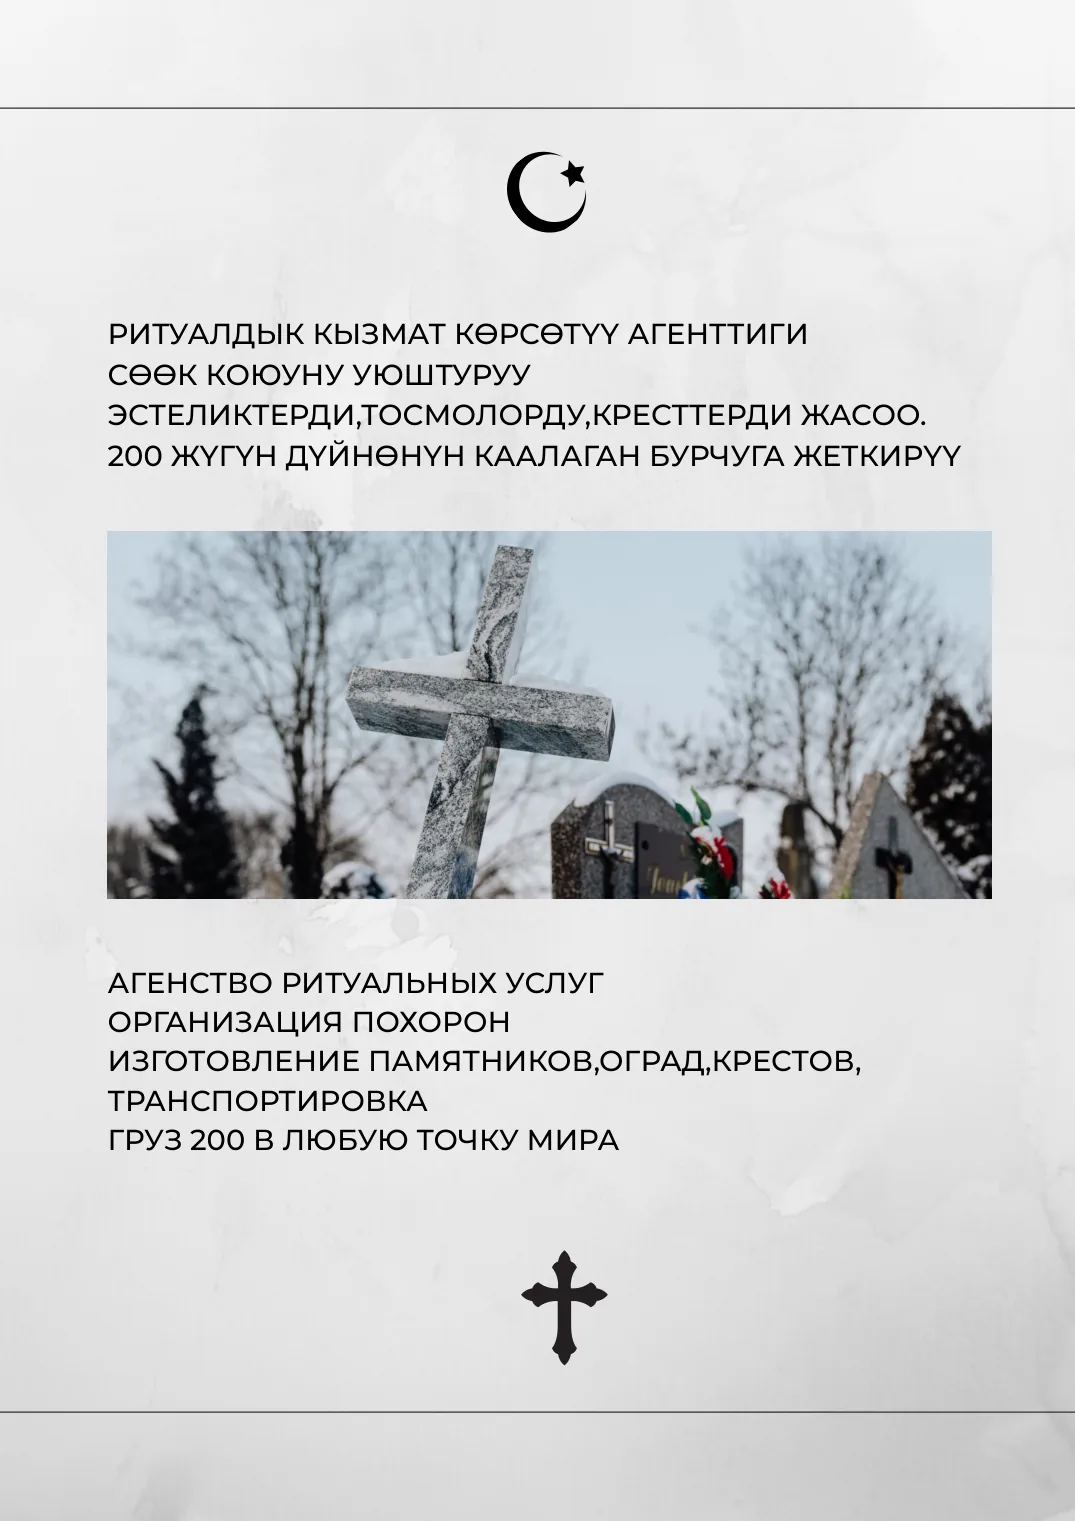 РИТУАЛДЫК КЫЗМАТ КӨРСӨТҮҮ АГЕНТТИГИ
СӨӨК КОЮУНУ УЮШТУРУУ
ЭСТЕЛИКТЕРДИ,ТОСМОЛОРДУ,КРЕСТТЕРДИ ЖАСОО.
200 ЖҮГҮН ДҮЙНӨНҮН КААЛАГАН БУРЧУГА ЖЕТКИРҮҮ
АГЕНСТВО РИТУАЛЬНЫХ УСЛУГ
ОРГАНИЗАЦИЯ ПОХОРОН
ИЗГОТОВЛЕНИЕ ПАМЯТНИКОВ,ОГРАД,КРЕСТОВ,
ТРАНСПОРТИРОВКА
ГРУЗ 200 В ЛЮБУЮ ТОЧКУ МИРА